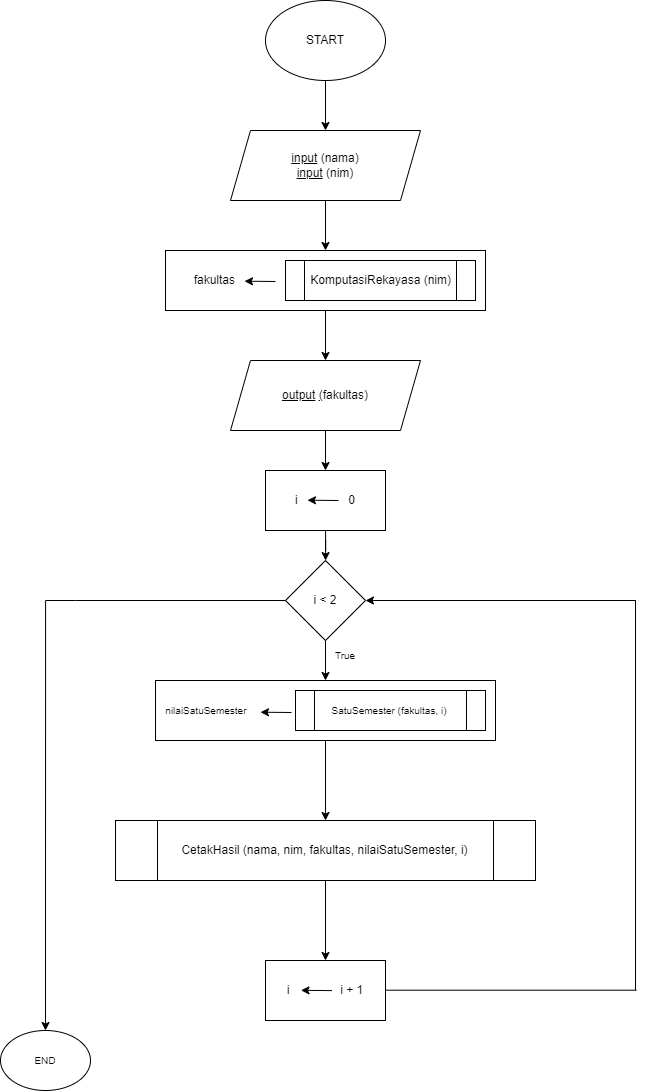 START
input (nama)
input (nim)
fakultas
KomputasiRekayasa (nim)
output (fakultas)
i
0
i < 2
True
nilaiSatuSemester
SatuSemester (fakultas, i)
CetakHasil (nama, nim, fakultas, nilaiSatuSemester, i)
i
i + 1
END